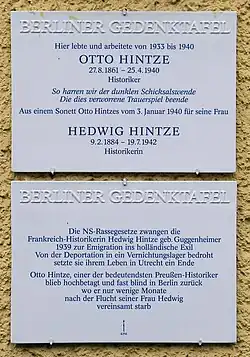 BERLINER GEDENKTAFEL
Hier lebte und arbeitete von 1933 bis 1940
OTTO HINTZE
27.8.1861 – 25.4.1940
Historiker
So harren wir der dunklen Schicksalswende
Die dies verworrene Trauerspiel beende
Aus einem Sonett Otto Hintzes vom 3. Januar 1940 für seine Frau
HEDWIG HINTZE
9.2.1884 – 19.7.1942
Historikerin
BERLINER GEDENKTAFEL
Die NS-Rassegesetze zwangen die
Frankreich-Historikerin Hedwig Hintze geb. Guggenheimer
1939 zur Emigration ins holländische Exil
Von der Deportation in ein Vernichtungslager bedroht
setzte sie ihrem Leben in Utrecht ein Ende
Otto Hintze, einer der bedeutendsten Preußen-Historiker
blieb hochbetagt und fast blind in Berlin zurück
wo er nur wenige Monate
nach der Flucht seiner Frau Hedwig
vereinsamt starb